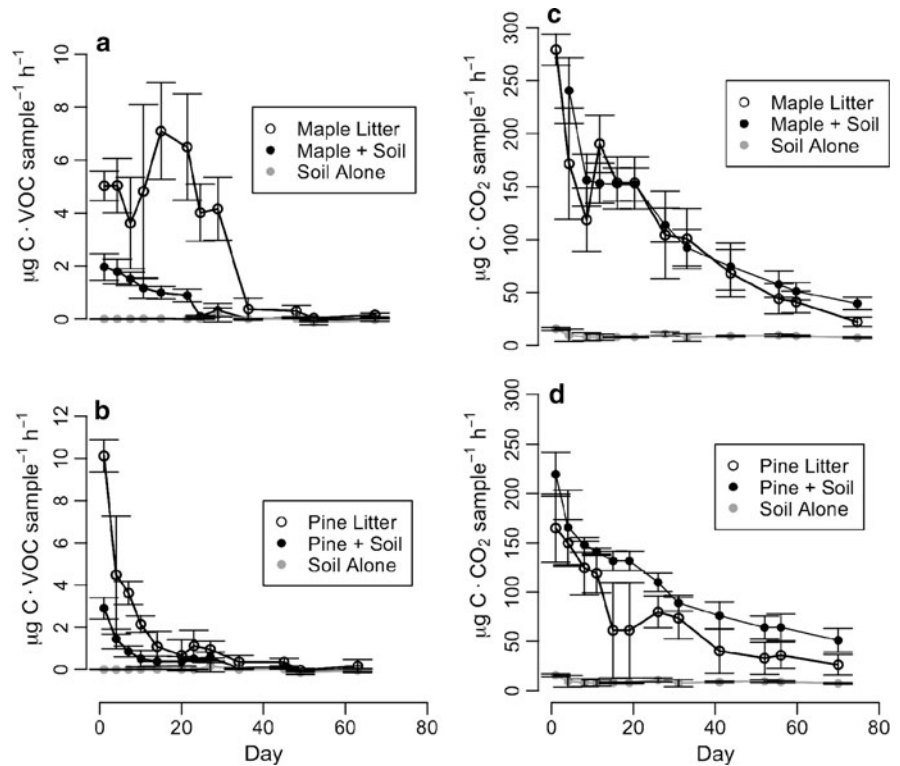 a
10
8
6
4
2
0
µg C · VOC sample⁻¹ h⁻¹
Maple Litter
Maple + Soil
Soil Alone
b
12
10
8
6
4
2
0
µg C · VOC sample⁻¹ h⁻¹
Pine Litter
Pine + Soil
Soil Alone
0 20 40 60 80
Day
c
300
250
200
150
100
50
0
µg C · CO₂ sample⁻¹ h⁻¹
Maple Litter
Maple + Soil
Soil Alone
d
300
250
200
150
100
50
0
µg C · CO₂ sample⁻¹ h⁻¹
Pine Litter
Pine + Soil
Soil Alone
0 20 40 60 80
Day